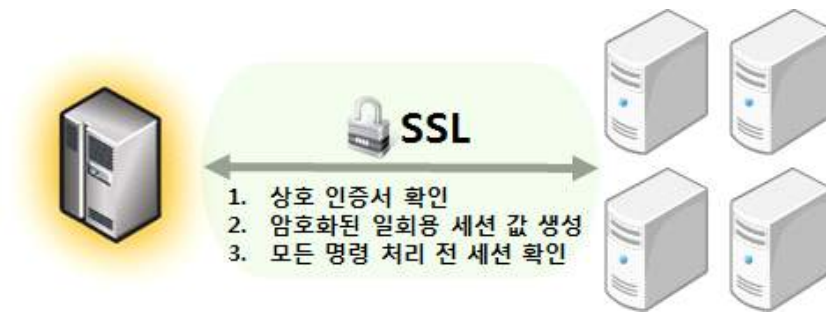 SSL
1. 상호 인증서 확인
2. 암호화된 일회용 세션 값 생성
3. 모든 명령 처리 전 세션 확인